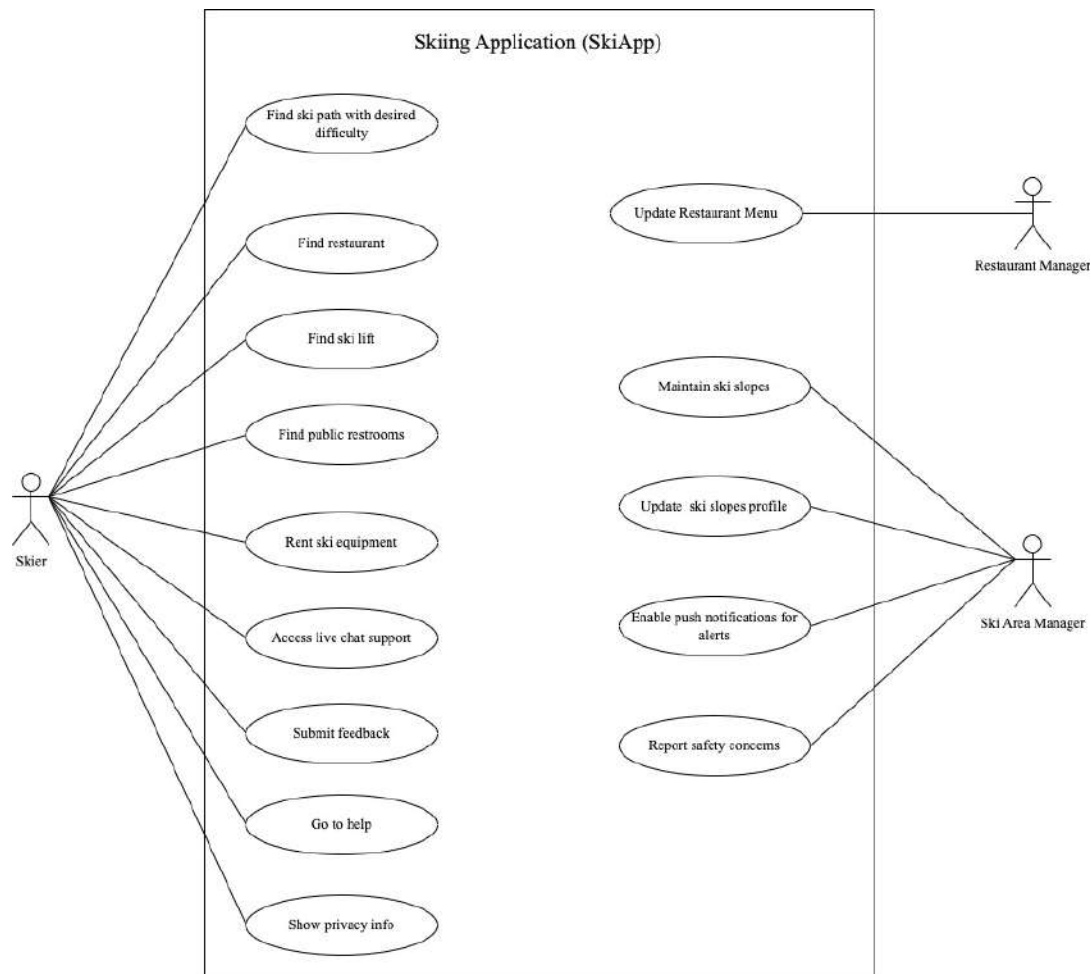 Skiing Application (SkiApp)
Find ski path with desired
difficulty
Update Restaurant Menu
Restaurant Manager
Find restaurant
Find ski lift
Maintain ski slopes
Find public restrooms
Update ski slopes profile
Skier
Rent ski equipment
Ski Area Manager
Enable push notifications for
alerts
Access live chat support
Submit feedback
Report safety concerns
Go to help
Show privacy info